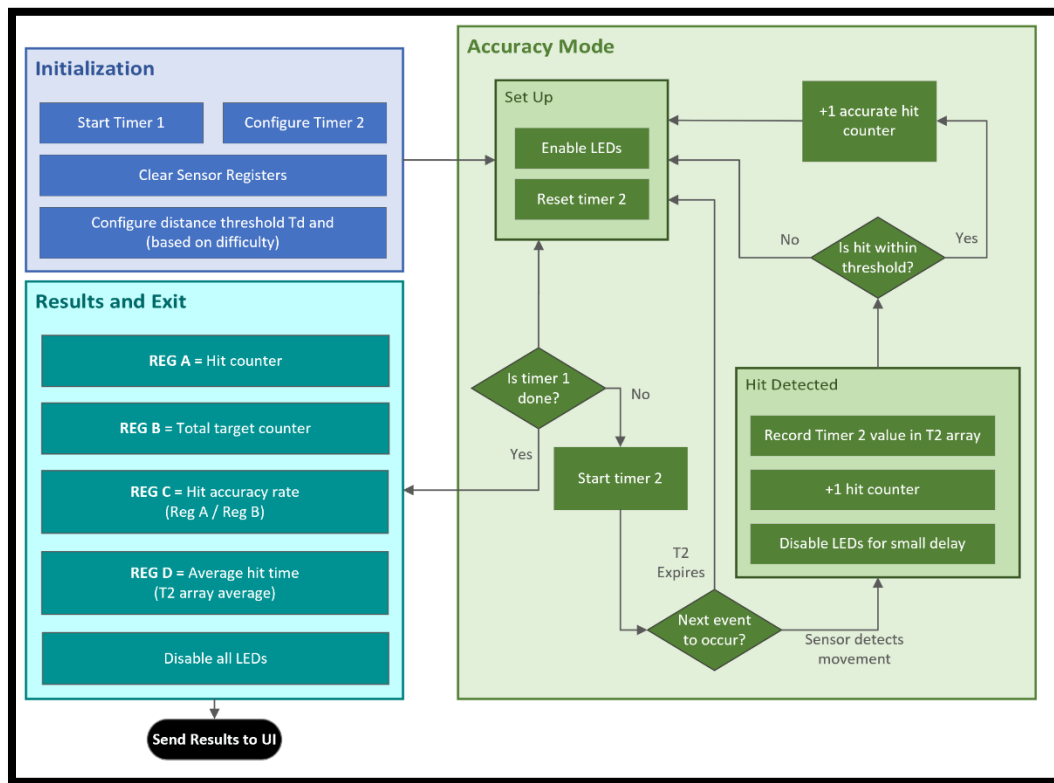 Initialization
Start Timer 1
Configure Timer 2
Clear Sensor Registers
Configure distance threshold Td and
(based on difficulty)
Results and Exit
REG A = Hit counter
REG B = Total target counter
REG C = Hit accuracy rate
(Reg A / Reg B)
REG D = Average hit time
(T2 array average)
Disable all LEDs
Send Results to UI
Accuracy Mode
Set Up
Enable LEDs
Reset timer 2
+1 accurate hit
counter
No
Is hit within
threshold?
Yes
Is timer 1
done?
No
Yes
Start timer 2
T2
Expires
Next event
to occur?
Sensor detects
movement
Hit Detected
Record Timer 2 value in T2 array
+1 hit counter
Disable LEDs for small delay